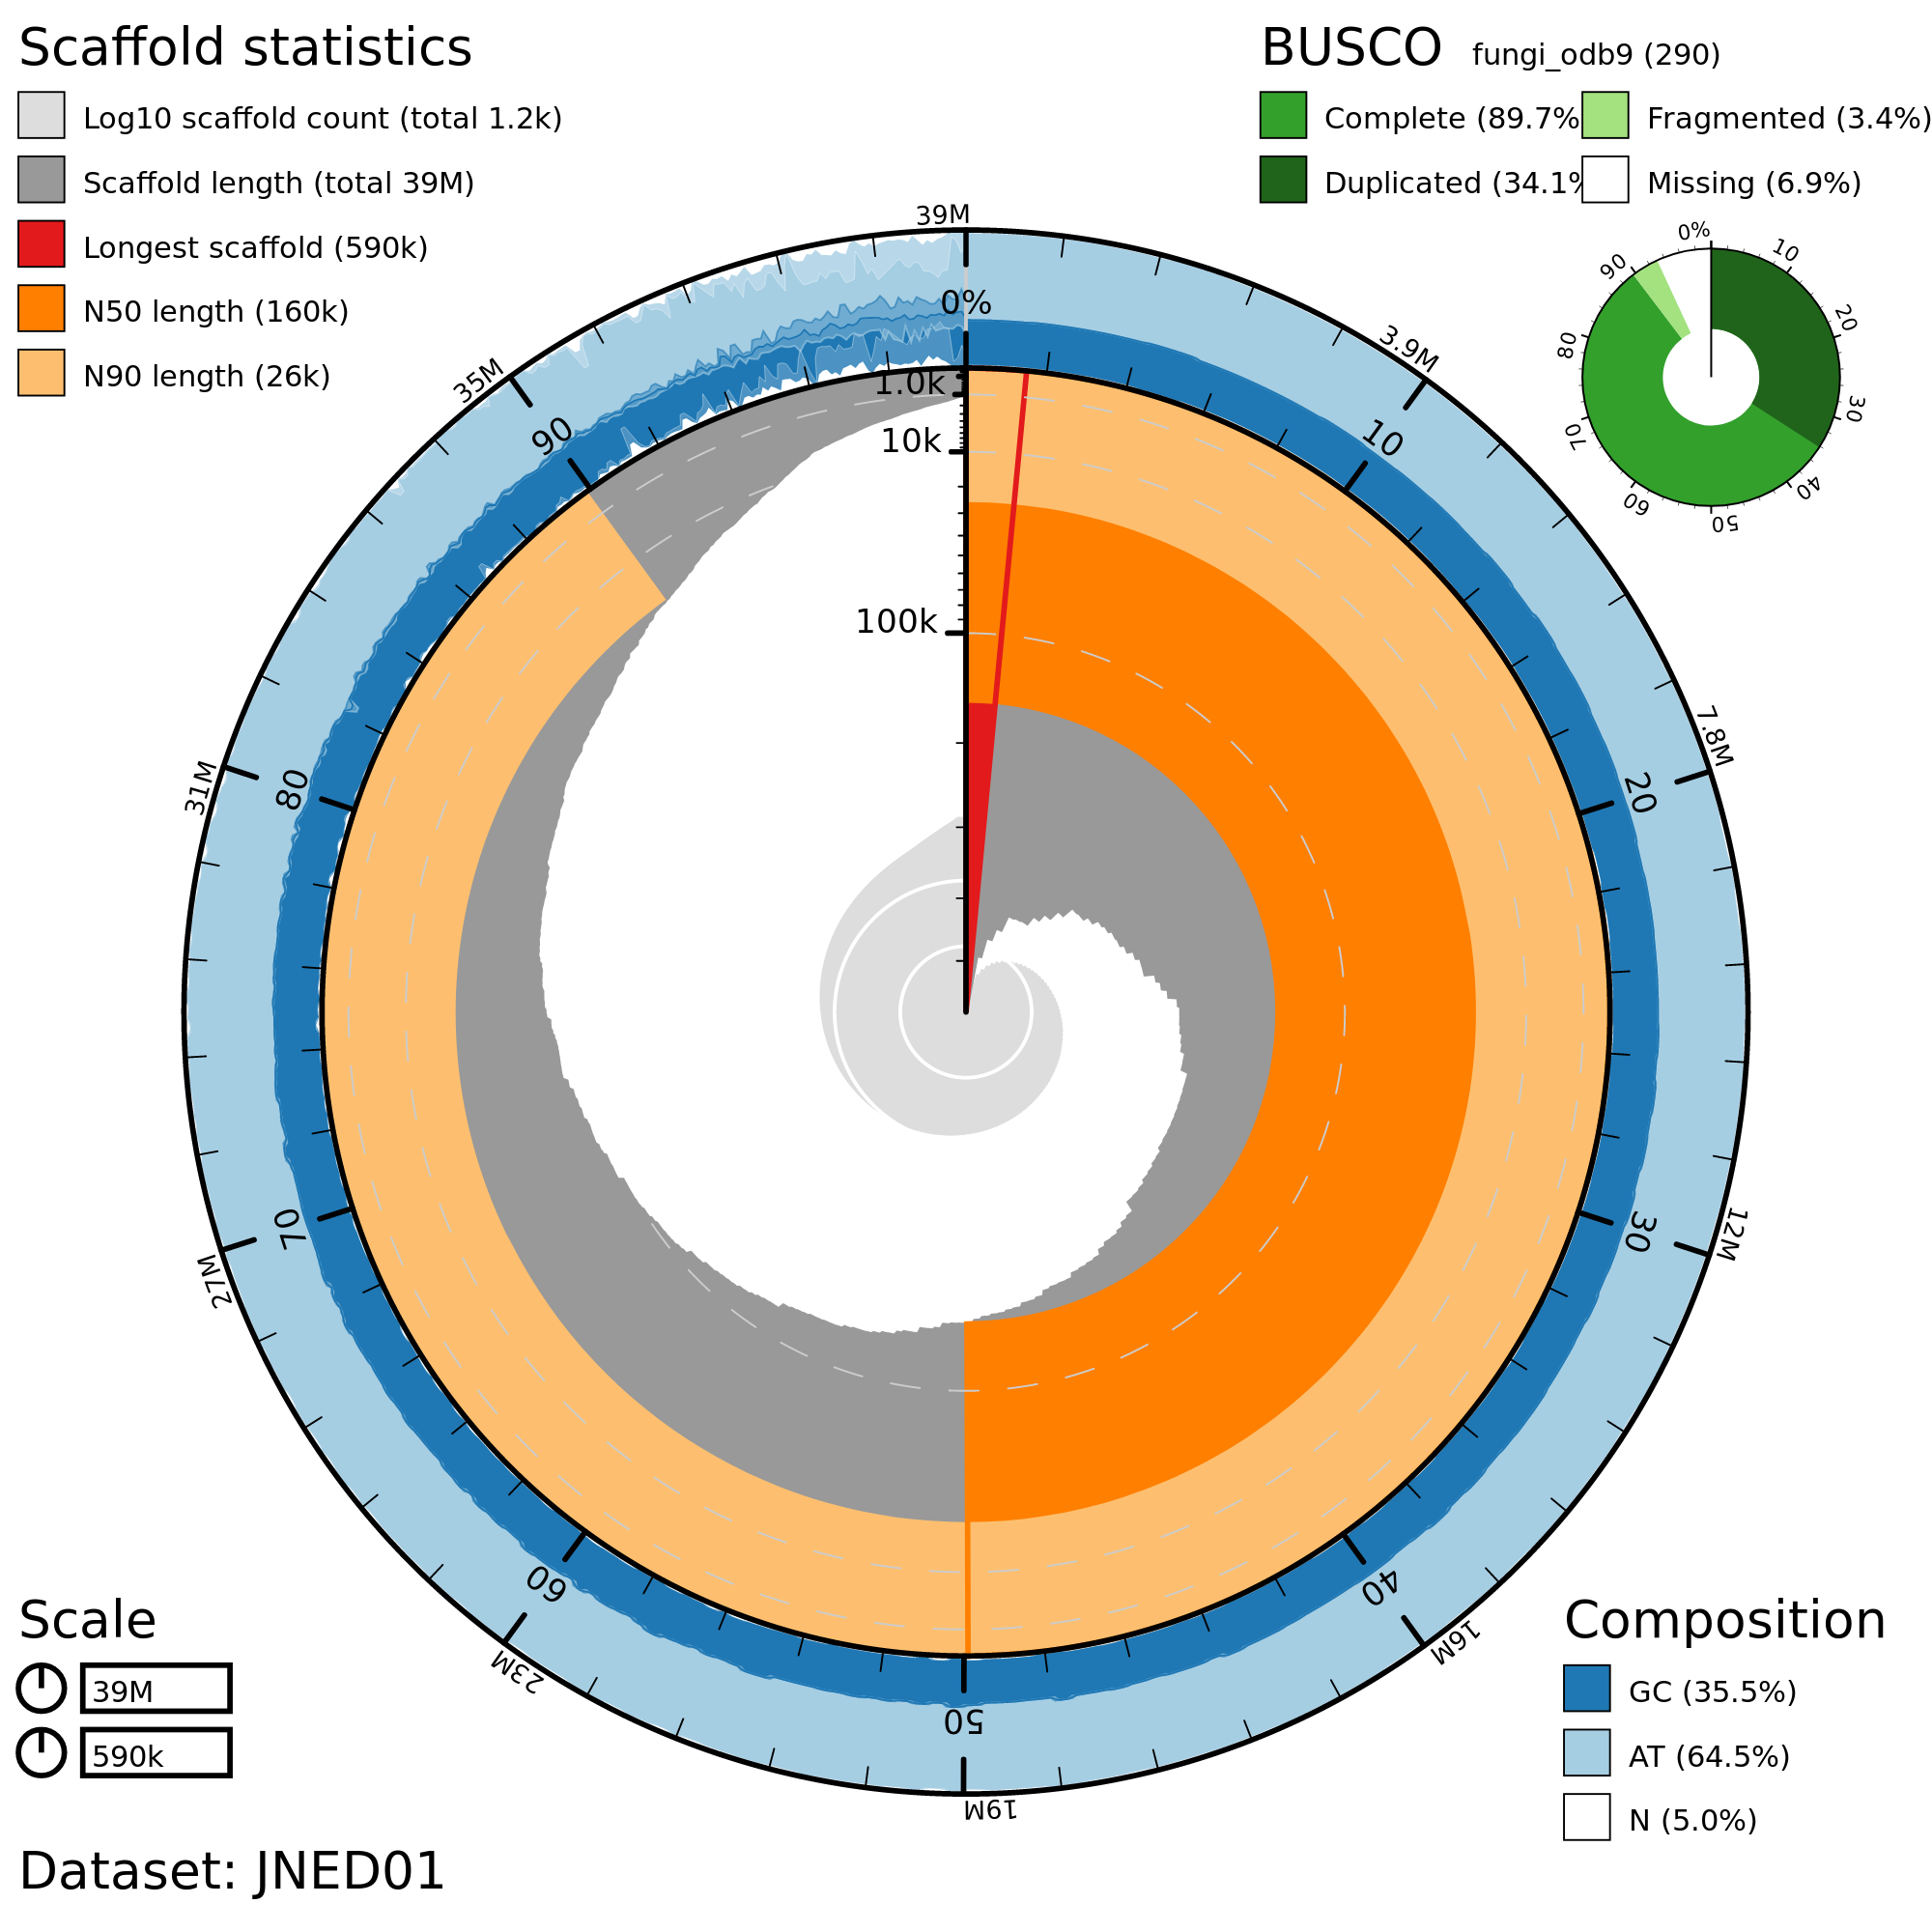 Scaffold statistics
Log10 scaffold count (total 1.2k)
Scaffold length (total 39M)
Longest scaffold (590k)
N50 length (160k)
N90 length (26k)
BUSCO fungi_odb9 (290)
Complete (89.7%
Fragmented (3.4%)
Duplicated (34.1%
Missing (6.9%)
0%
10
20
30
40
50
60
70
80
90
39M
3.9M
7.8M
12M
16M
19M
23M
27M
31M
35M
0%
10
20
30
40
50
60
70
80
90
1.0k
10k
100k
Scale
39M
590k
Composition
GC (35.5%)
AT (64.5%)
N (5.0%)
Dataset: JNED01